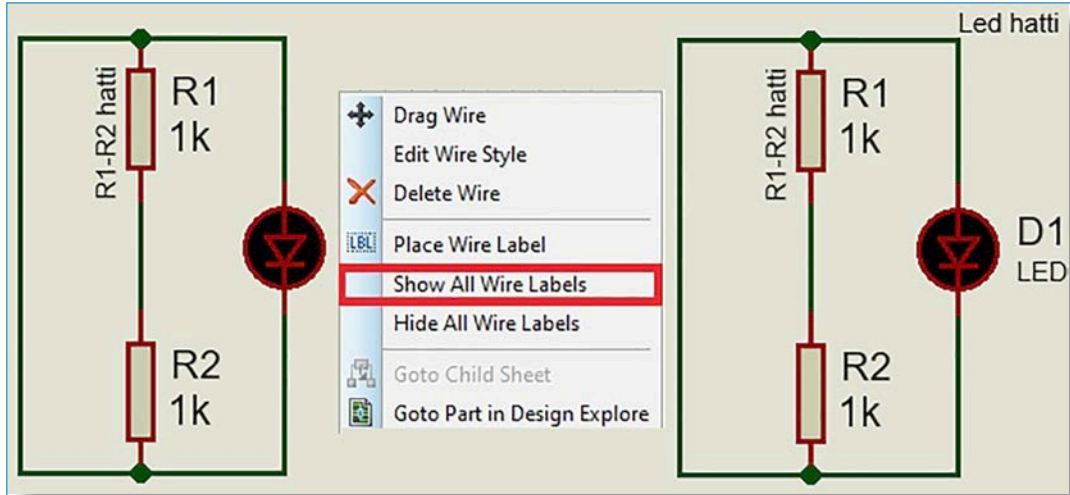 R1-R2 hatti
R1
1k
R2
1k
Drag Wire
Edit Wire Style
Delete Wire
LBL Place Wire Label
Show All Wire Labels
Hide All Wire Labels
Goto Child Sheet
Goto Part in Design Explore
Led hatti
R1-R2 hatti
R1
1k
D1
LED
R2
1k